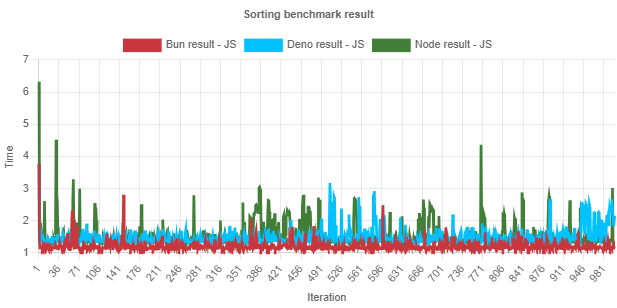 Sorting benchmark result
Bun result - JS Deno result - JS Node result - JS
7
6
5
4
3
2
1
Time
1 36 71 106 141 176 211 246 281 316 351 386 421 456 491 526 561 596 631 666 701 736 771 806 841 876 911 946 981
Iteration